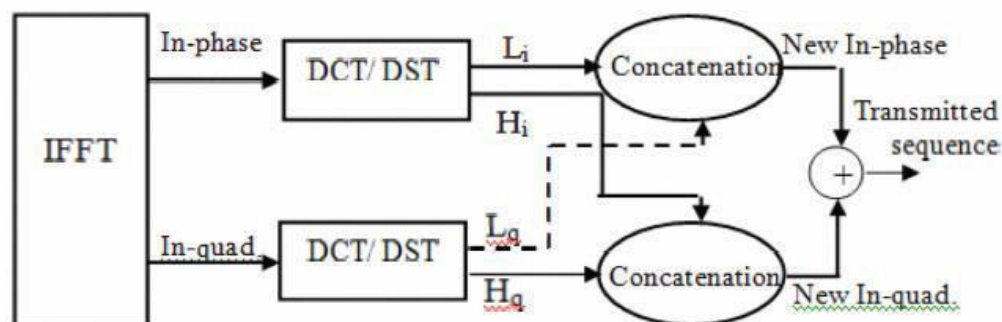 In-phase
DCT/ DST
Li
Hi
Concatenation
New In-phase
IFFT
Transmitted
sequence
+
In-quad.
DCT/ DST
Lq
Hq
Concatenation
New In-quad.